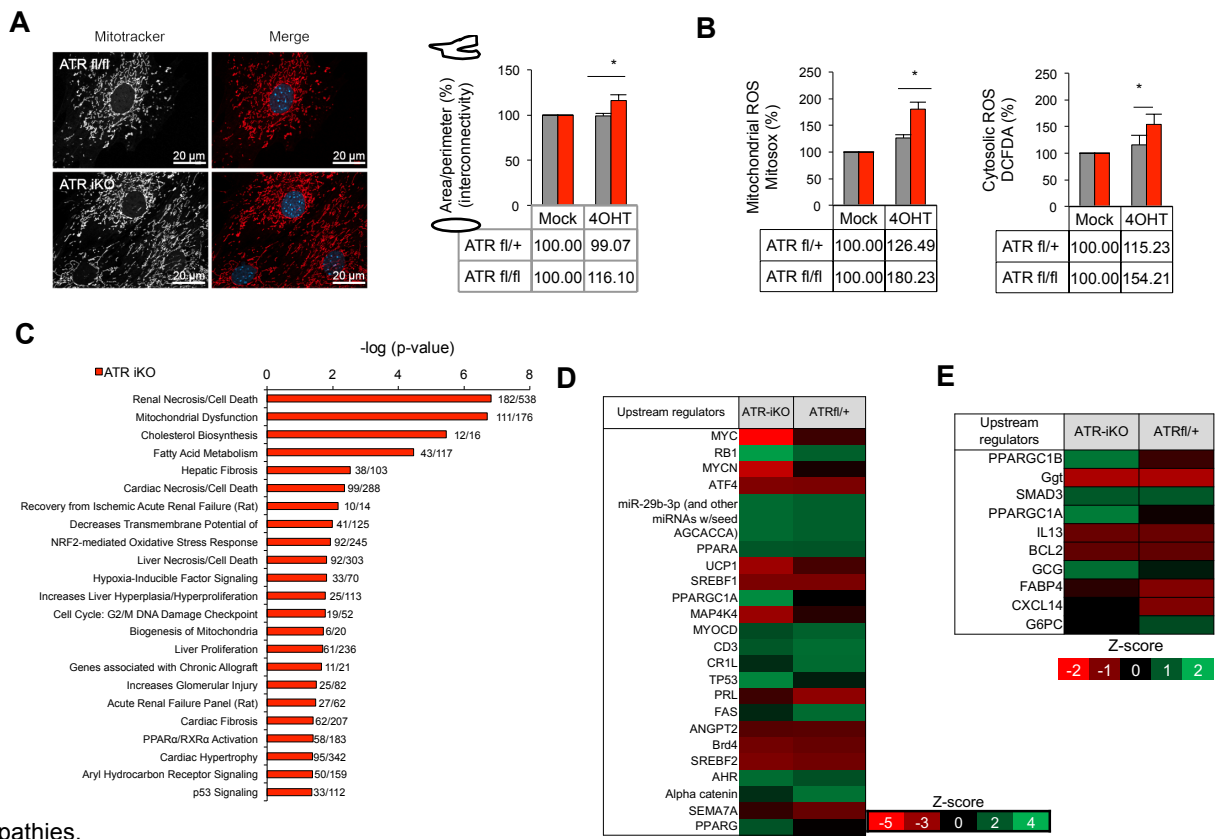 A
Mitotracker
Merge
ATR fl/fl
20 µm
20 µm
ATR iKO
20 µm
20 µm
Area/perimeter (%)
(interconnectivity)
150
100
50
0
*
Mock 4OHT
ATR fl/+ 100.00 99.07
ATR fl/fl 100.00 116.10
B
Mitochondrial ROS
Mitosox (%)
250
200
150
100
50
0
*
Mock 4OHT
ATR fl/+ 100.00 126.49
ATR fl/fl 100.00 180.23
Cytosolic ROS
DCFDA (%)
250
200
150
100
50
0
*
Mock 4OHT
ATR fl/+ 100.00 115.23
ATR fl/fl 100.00 154.21
C
-log (p-value)
ATR iKO
0 2 4 6 8
Renal Necrosis/Cell Death 182/538
Mitochondrial Dysfunction 111/176
Cholesterol Biosynthesis 12/16
Fatty Acid Metabolism 43/117
Hepatic Fibrosis 38/103
Cardiac Necrosis/Cell Death 99/288
Recovery from Ischemic Acute Renal Failure (Rat) 10/14
Decreases Transmembrane Potential of 41/125
NRF2-mediated Oxidative Stress Response 92/245
Liver Necrosis/Cell Death 92/303
Hypoxia-Inducible Factor Signaling 33/70
Increases Liver Hyperplasia/Hyperproliferation 25/113
Cell Cycle: G2/M DNA Damage Checkpoint 19/52
Biogenesis of Mitochondria 6/20
Liver Proliferation 61/236
Genes associated with Chronic Allograft 11/21
Increases Glomerular Injury 25/82
Acute Renal Failure Panel (Rat) 27/62
Cardiac Fibrosis 62/207
PPARα/RXRα Activation 58/183
Cardiac Hypertrophy 95/342
Aryl Hydrocarbon Receptor Signaling 50/159
p53 Signaling 33/112
D
Upstream regulators ATR-iKO ATRfl/+
MYC
RB1
MYCN
ATF4
miR-29b-3p (and other
miRNAs w/seed
AGCACCA)
PPARA
UCP1
SREBF1
PPARGC1A
MAP4K4
MYOCD
CD3
CR1L
TP53
PRL
FAS
ANGPT2
Brd4
SREBF2
AHR
Alpha catenin
SEMA7A
PPARG
Z-score
-5 -3 0 2 4
E
Upstream
regulators ATR-iKO ATRfl/+
PPARGC1B
Ggt
SMAD3
PPARGC1A
IL13
BCL2
GCG
FABP4
CXCL14
G6PC
Z-score
-2 -1 0 1 2
pathies.